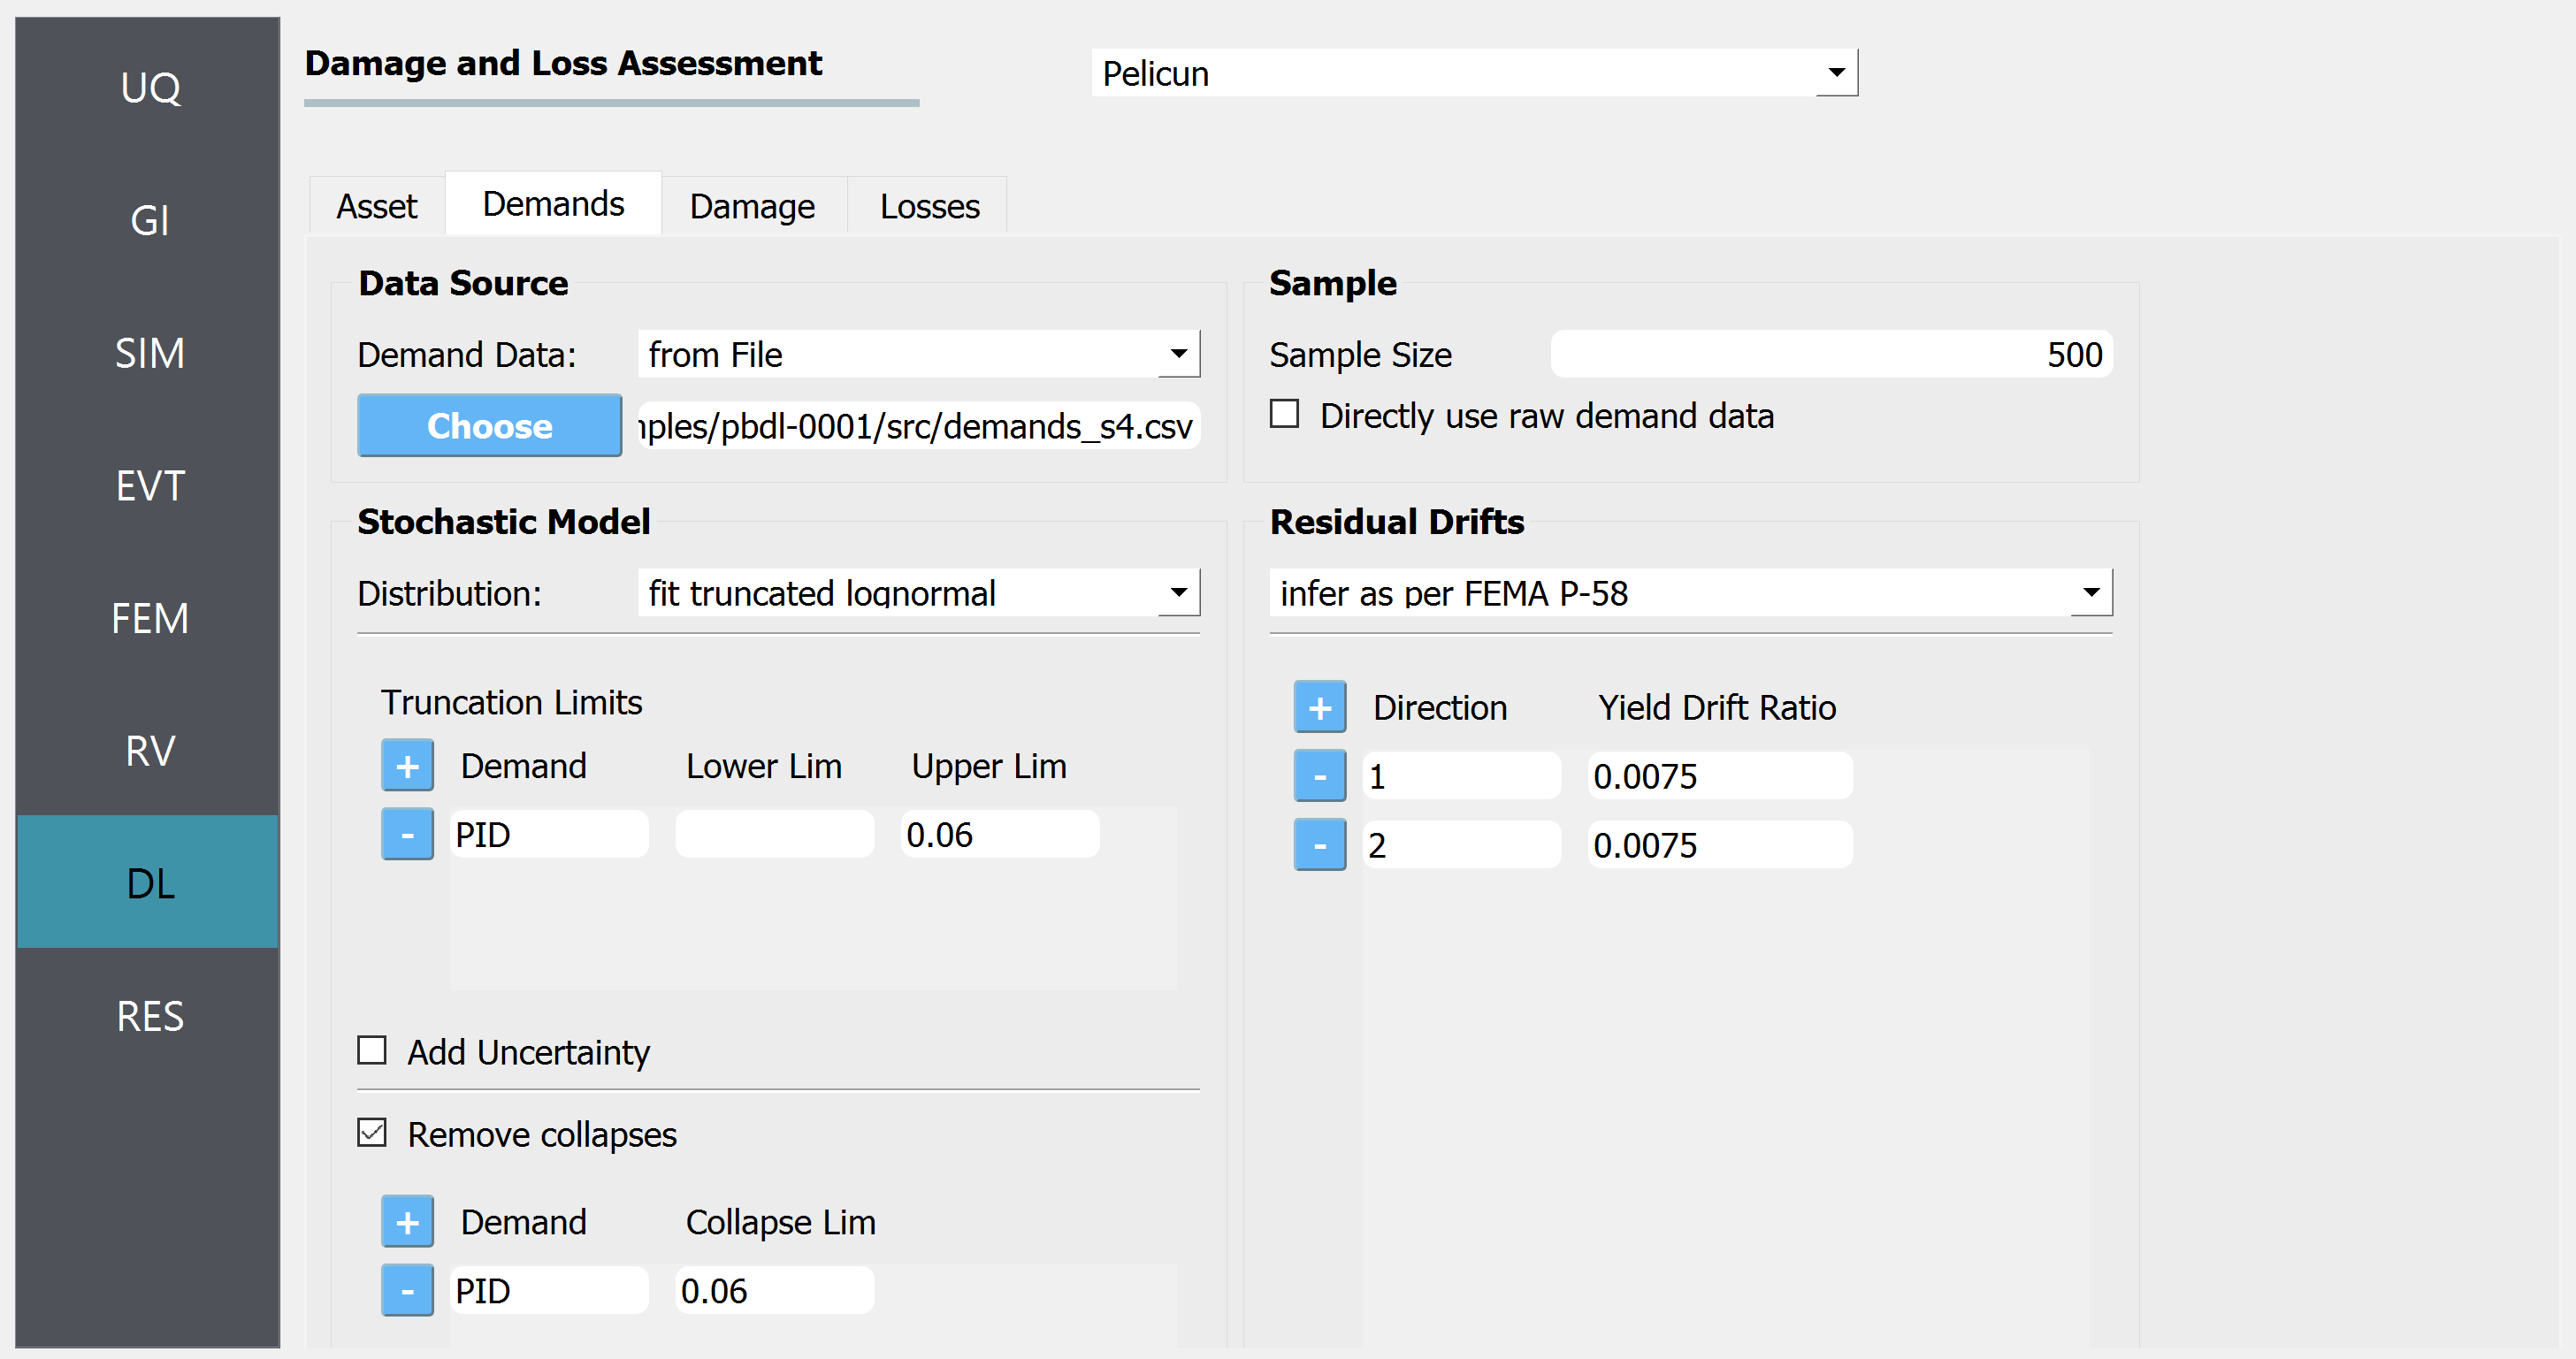 UQ
GI
SIM
EVT
FEM
RV
DL
RES
Damage and Loss Assessment
Pelicun
Asset Demands Damage Losses
Data Source
Demand Data: from File
Choose nples/pbdl-0001/src/demands_s4.csv
Sample
Sample Size 500
Directly use raw demand data
Stochastic Model
Distribution: fit truncated lognormal
Truncation Limits
+ Demand Lower Lim Upper Lim
- PID 0.06
Add Uncertainty
Remove collapses
+ Demand Collapse Lim
- PID 0.06
Residual Drifts
infer as per FEMA P-58
+ Direction Yield Drift Ratio
- 1 0.0075
- 2 0.0075